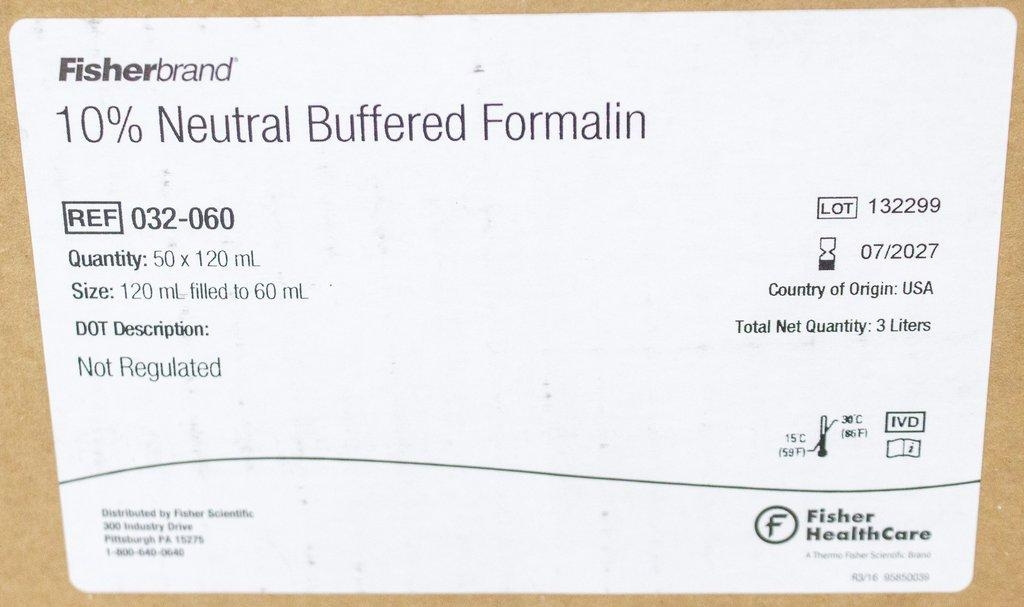 Fisherbrand
10% Neutral Buffered Formalin
REF 032-060
LOT 132299
07/2027
Quantity: 50 x 120 mL
Size: 120 mL filled to 60 mL
Country of Origin: USA
DOT Description:
Total Net Quantity: 3 Liters
Not Regulated
30°C
(86°F)
15°C
(59°F)
IVD
i
Distributed by Fisher Scientific
300 Industry Drive
Pittsburgh PA 15275
1-800-640-0640
F Fisher
HealthCare
A Thermo Fisher Scientific Brand
R3/16 95850039